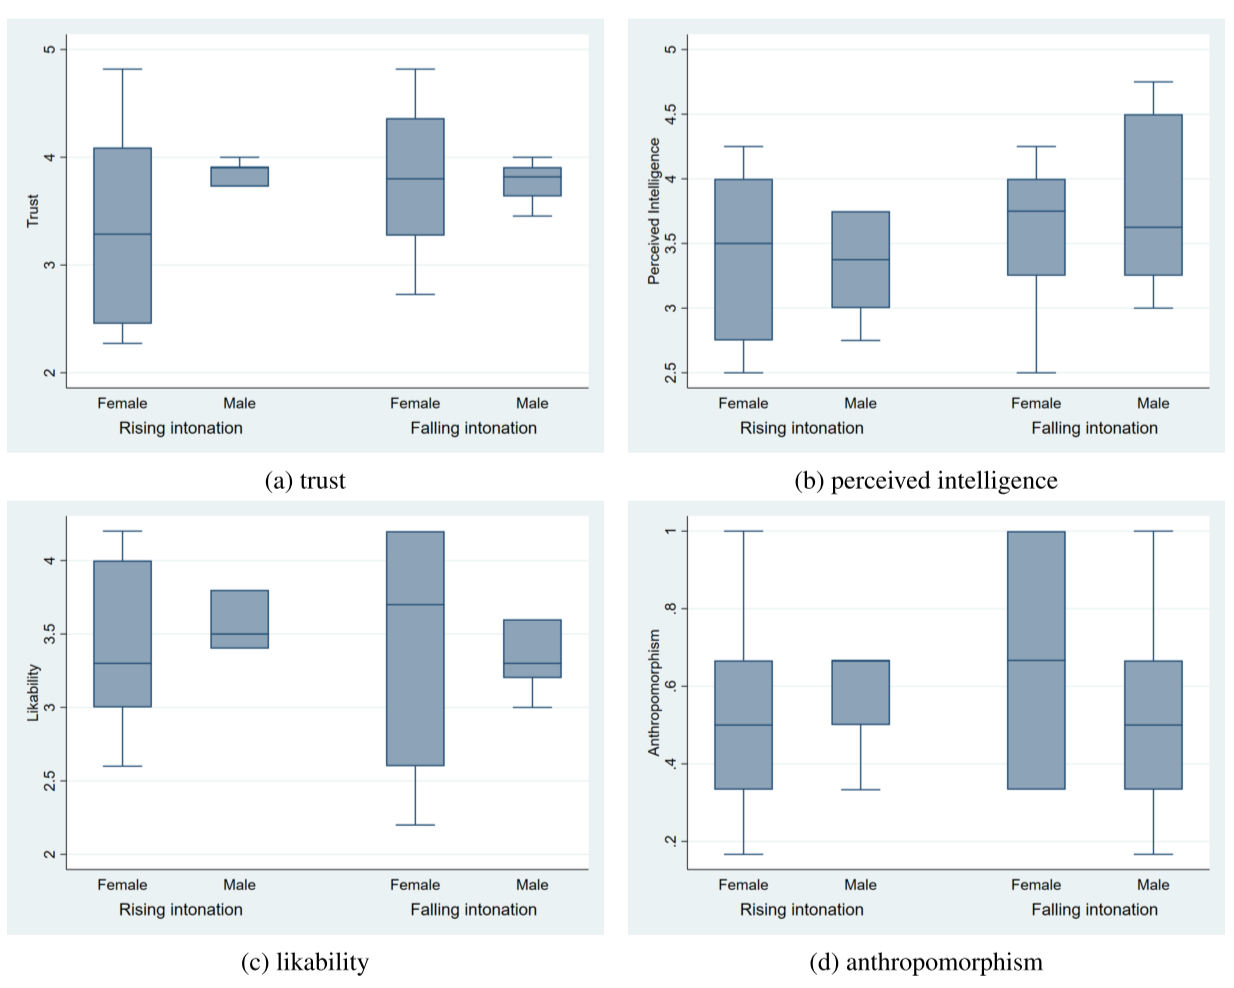 5
4
3
2
Trust
Female Male Female Male
Rising intonation Falling intonation
(a) trust
5
4.5
4
3.5
3
2.5
Perceived Intelligence
Female Male Female Male
Rising intonation Falling intonation
(b) perceived intelligence
4
3.5
3
2.5
2
Likability
Female Male Female Male
Rising intonation Falling intonation
(c) likability
1
.8
.6
.4
.2
Anthropomorphism
Female Male Female Male
Rising intonation Falling intonation
(d) anthropomorphism